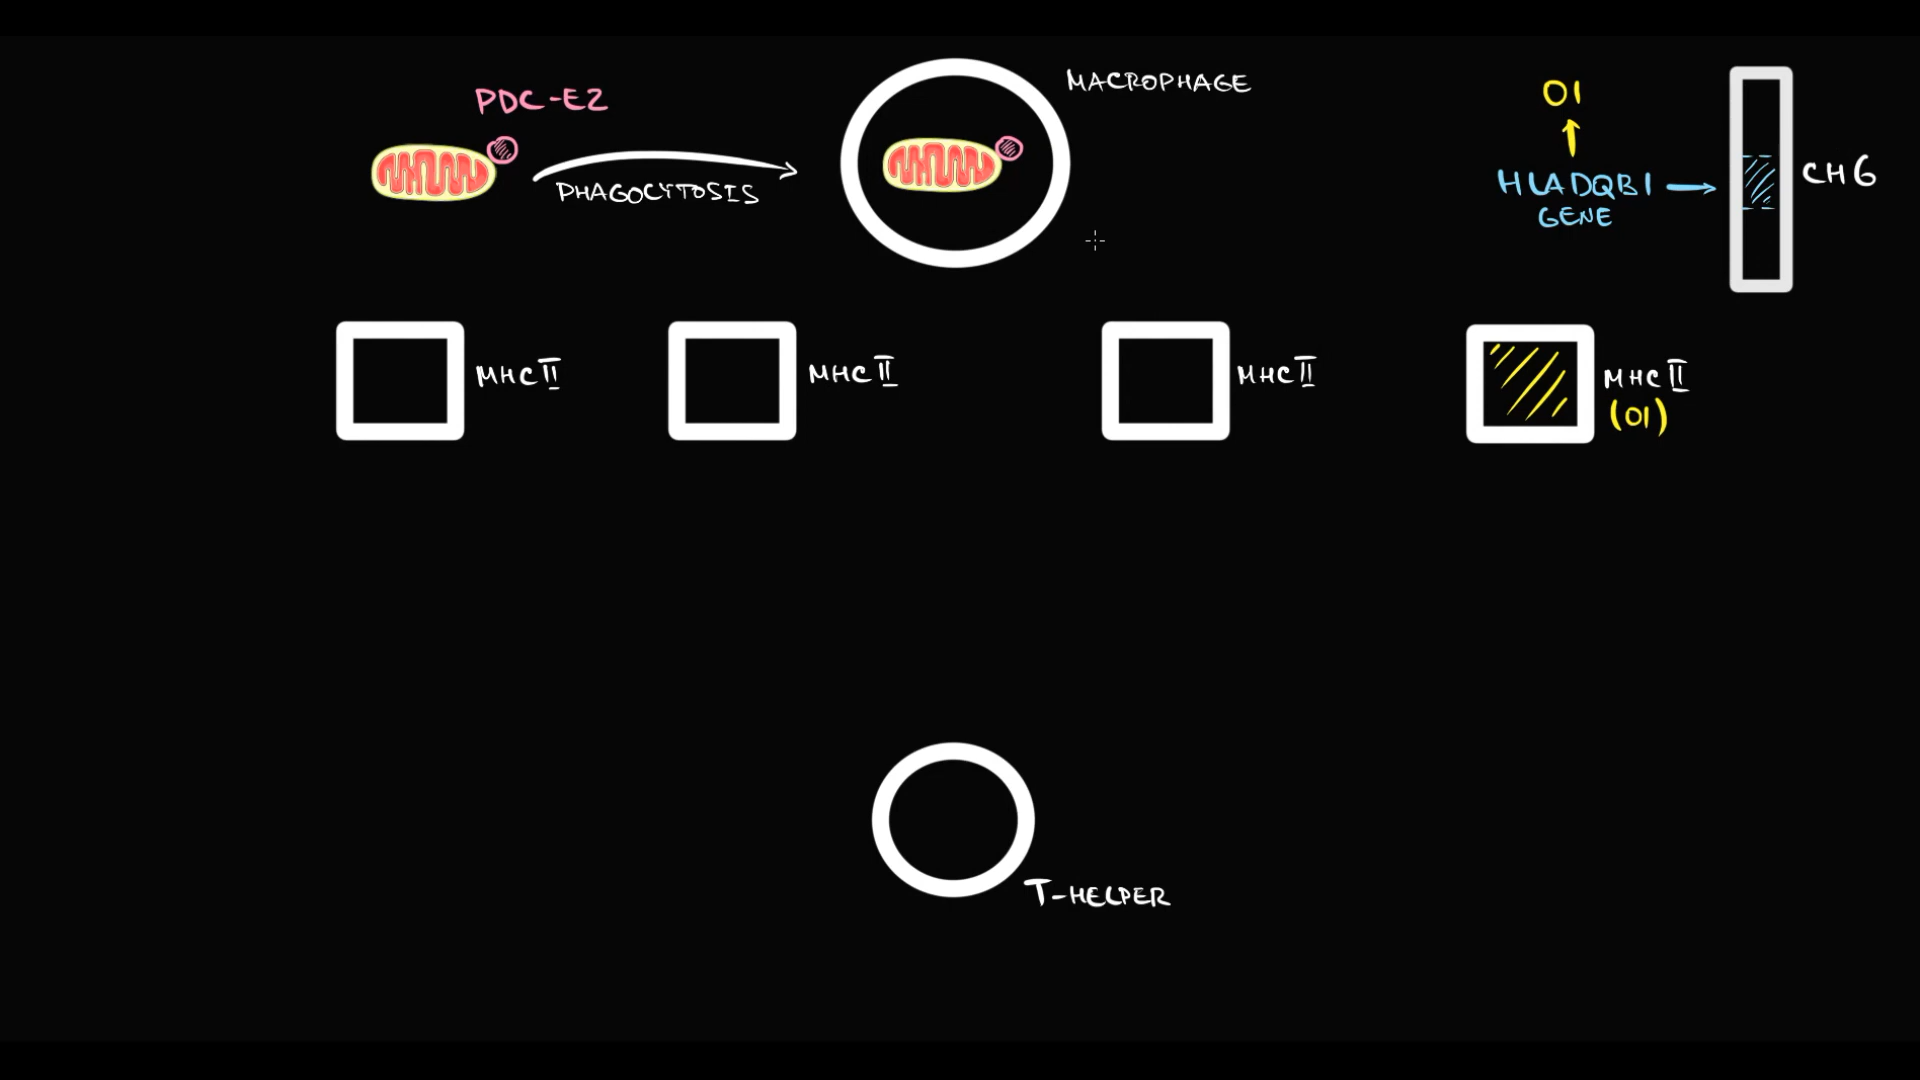 PDC-E2
PHAGOCYTOSIS
MACROPHAGE
01
HLADQB1
GENE
CH6
MHC II
MHC II
MHC II
MHC II
(01)
T-HELPER